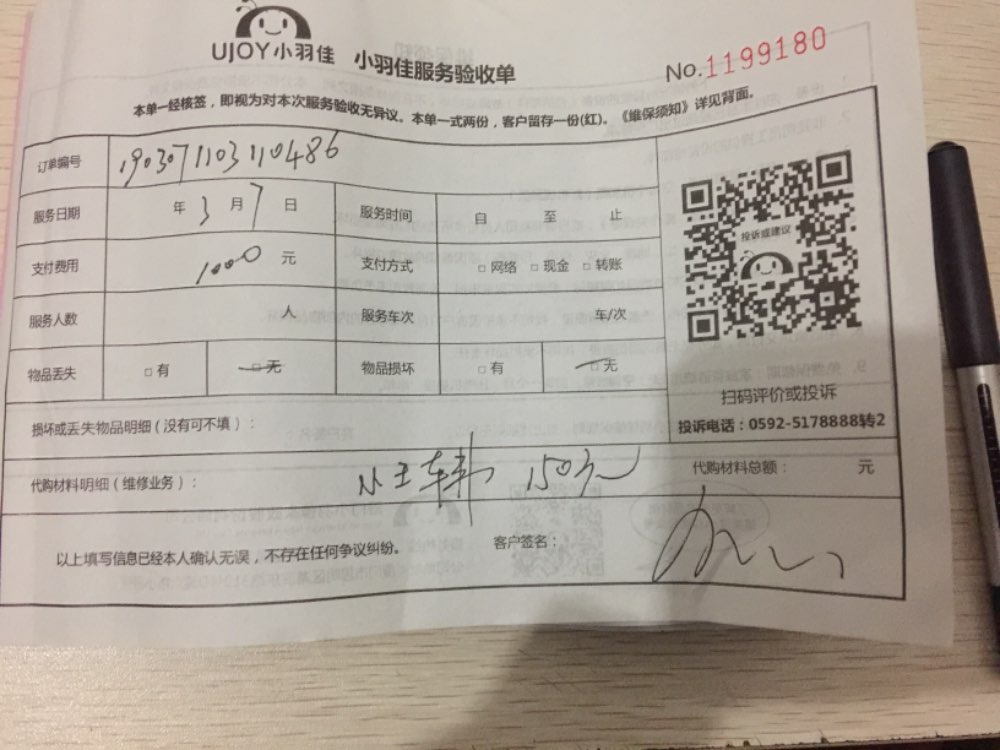 UJOY小羽佳 小羽佳服务验收单 No.1199180
本单一经核签，即视为对本次服务验收无异议。本单一式两份，客户留存一份(红)。《维保须知》详见背面。
订单编号 1903071103110486
服务日期 年 3 月 7 日 服务时间 自 至 止
支付费用 1000 元 支付方式 □网络 □现金 □转账
服务人数 人 服务车次 车/次
物品丢失 □有 □无 物品损坏 □有 □无
投诉或建议
扫码评价或投诉
投诉电话：0592-5178888转2
损坏或丢失物品明细(没有可不填)：
代购材料明细(维修业务)： 150元 代购材料总额： 元
以上填写信息已经本人确认无误，不存在任何争议纠纷。 客户签名：